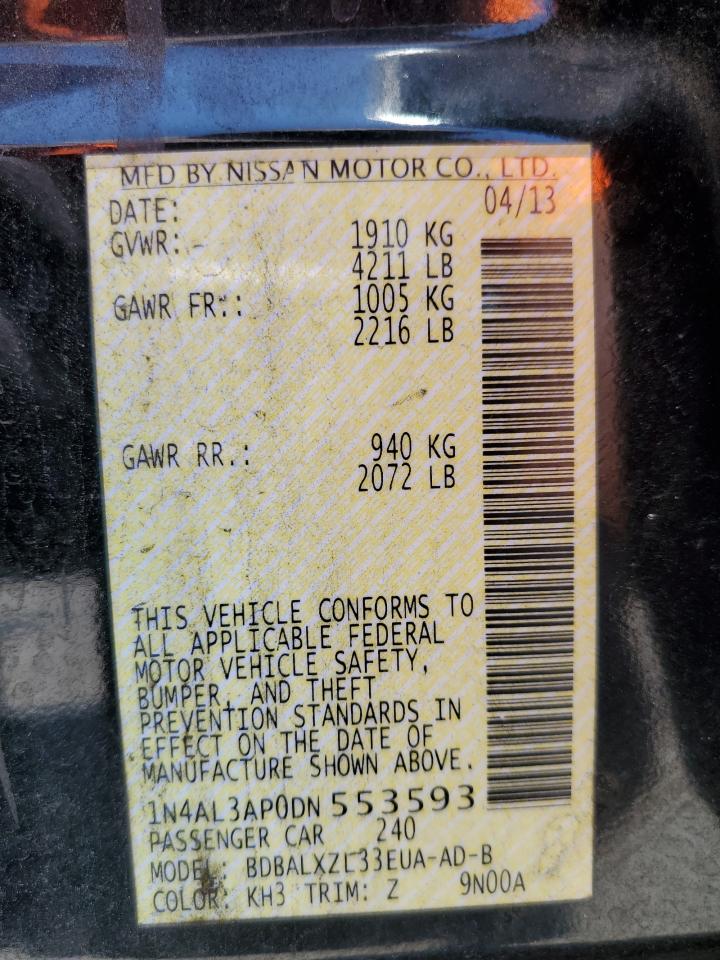 MFD BY NISSAN MOTOR CO., LTD.
DATE: 04/13
GVWR: 1910 KG
4211 LB
GAWR FR.: 1005 KG
2216 LB
GAWR RR.: 940 KG
2072 LB
THIS VEHICLE CONFORMS TO
ALL APPLICABLE FEDERAL
MOTOR VEHICLE SAFETY,
BUMPER, AND THEFT
PREVENTION STANDARDS IN
EFFECT ON THE DATE OF
MANUFACTURE SHOWN ABOVE.
1N4AL3AP0DN 553593
PASSENGER CAR 240
MODEL: BDBALXZL33EUA-AD-B
COLOR: KH3 TRIM: Z 9N00A